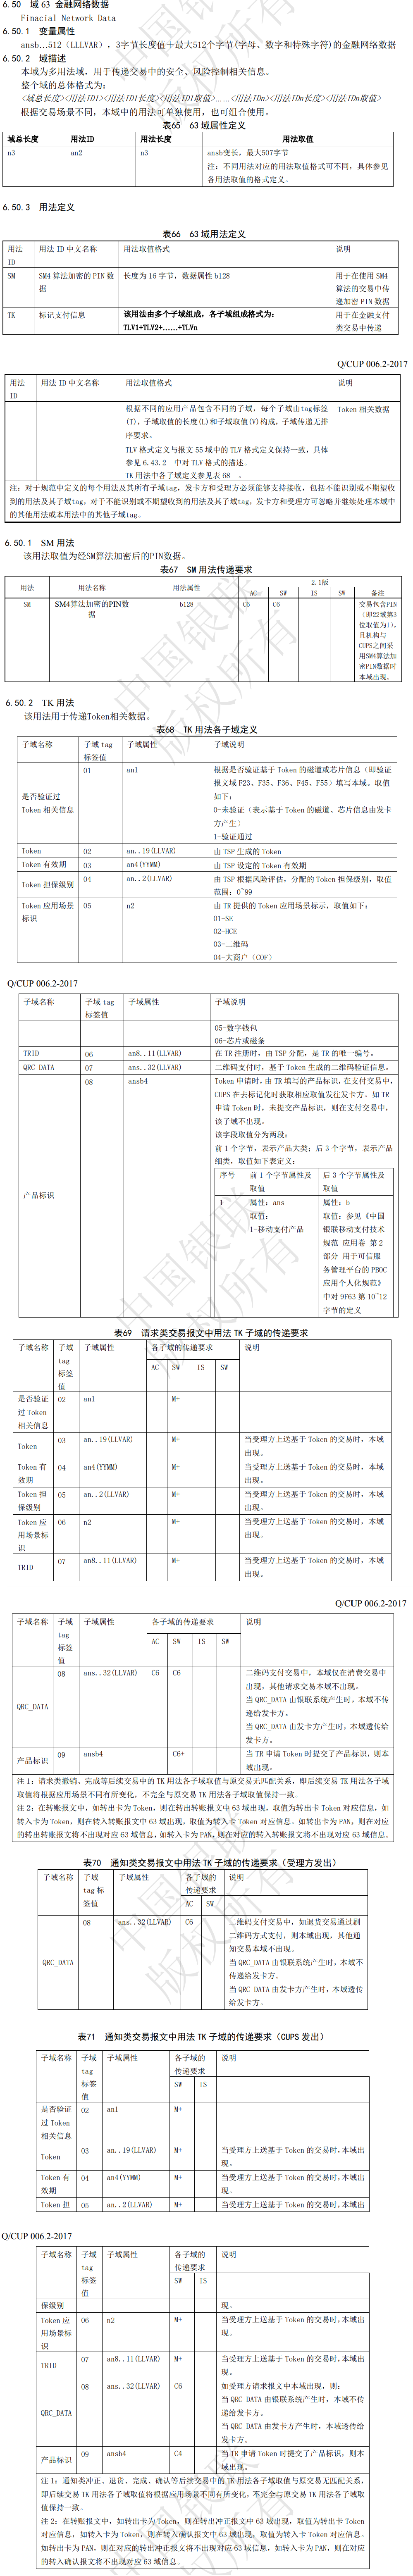 6.50 域 63 金融网络数据
Finacial Network Data
6.50.1 变量属性
ansb...512（LLLVAR），3字节长度值＋最大512个字节(字母、数字和特殊字符)的金融网络数据
6.50.2 域描述
本域为多用法域，用于传递交易中的安全、风险控制相关信息。
整个域的总体格式为：
<域总长度><用法ID1><用法ID1长度><用法ID1取值>……<用法IDn><用法IDn长度><用法IDn取值>
根据交易场景不同，本域中的用法可单独使用，也可组合使用。
表65 63域属性定义
域总长度 用法ID 用法长度 用法取值
n3 an2 n3 ansb变长，最大507字节
注：不同用法对应的用法取值格式可不同，具体参见
各用法取值的格式定义。
6.50.3 用法定义
表66 63域用法定义
用法 用法 ID 中文名称 用法取值格式 说明
ID
SM SM4 算法加密的 PIN 数 长度为 16 字节，数据属性 b128 用于在使用 SM4
据 算法的交易中传
递加密 PIN 数据
TK 标记支付信息 该用法由多个子域组成，各子域组成格式为： 用于在金融支付
TLV1+TLV2+……+TLVn 类交易中传递
Q/CUP 006.2-2017
用法 用法 ID 中文名称 用法取值格式 说明
ID
根据不同的应用产品包含不同的子域，每个子域由tag标签 Token 相关数据
(T)、子域取值的长度(L)和子域取值(V)构成，子域传递无排
序要求。
TLV 格式定义与报文 55 域中的 TLV 格式定义保持一致，具体
参见 6.43.2 中对 TLV 格式的描述。
TK 用法中各子域定义参见表 68 。
注：对于规范中定义的每个用法及其所有子域tag，发卡方和受理方必须能够支持接收，包括不能识别或不期望收
到的用法及其子域tag，对于不能识别或不期望收到的用法及其子域tag，发卡方和受理方可忽略并继续处理本域中
的其他用法或本用法中的其他子域tag。
6.50.1 SM 用法
该用法取值为经SM算法加密后的PIN数据。
表67 SM用法传递要求
用法 用法名称 用法属性 2.1版
AC SW IS SW 备注
SM SM4算法加密的PIN数 b128 C6 C6 交易包含PIN
据 （即22域第3
位取值为1），
且机构与
CUPS之间采
用SM4算法加
密PIN数据时
本域出现。
6.50.2 TK 用法
该用法用于传递Token相关数据。
表68 TK 用法各子域定义
子域名称 子域 tag 子域属性 子域说明
标签值
是否验证过 01 an1 根据是否验证基于 Token 的磁道或芯片信息（即验证
Token 相关信息 报文域 F23、F35、F36、F45、F55）填写本域。取值
如下：
0-未验证（表示基于 Token 的磁道、芯片信息由发卡
方产生）
1-验证通过
Token 02 an..19(LLVAR) 由 TSP 生成的 Token
Token 有效期 03 an4(YYMM) 由 TSP 设定的 Token 有效期
Token 担保级别 04 an..2(LLVAR) 由 TSP 根据风险评估，分配的 Token 担保级别，取值
范围：0~99
Token 应用场景 05 n2 由 TR 提供的 Token 应用场景标示，取值如下：
标识 01-SE
02-HCE
03-二维码
04-大商户（COF）
Q/CUP 006.2-2017
子域名称 子域 tag 子域属性 子域说明
标签值
05-数字钱包
06-芯片或磁条
TRID 06 an8..11(LLVAR) 在 TR 注册时，由 TSP 分配，是 TR 的唯一编号。
QRC_DATA 07 ans..32(LLVAR) 二维码支付时，基于 Token 生成的二维码验证信息。
产品标识 08 ansb4 Token 申请时，由 TR 填写的产品标识，在支付交易中，
CUPS 在去标记化时获取相应取值发往发卡方。如 TR
申请 Token 时，未提交产品标识，则在支付交易中，
该子域不出现。
该字段取值分为两段：
前 1 个字节，表示产品大类；后 3 个字节，表示产品
细类，取值如下表定义：
序号 前 1 个字节属性及 后 3 个字节属性及
取值 取值
1 属性：ans 属性：b
取值： 取值：参见《中国
1-移动支付产品 银联移动支付技术
规范 应用卷 第 2
部分 用于可信服
务管理平台的 PBOC
应用个人化规范》
中对 9F63 第 10~12
字节的定义
表69 请求类交易报文中用法 TK 子域的传递要求
子域名称 子域 子域属性 各子域的传递要求 说明
tag
标签
值
AC SW IS SW
是否验证 02 an1 M+
过 Token
相关信息
Token 03 an..19(LLVAR) M+ 当受理方上送基于 Token 的交易时，本域
出现。
Token 有 04 an4(YYMM) M+ 当受理方上送基于 Token 的交易时，本域
效期 出现。
Token 担 05 an..2(LLVAR) M+ 当受理方上送基于 Token 的交易时，本域
保级别 出现。
Token 应 06 n2 M+ 当受理方上送基于 Token 的交易时，本域
用场景标 出现。
识
TRID 07 an8..11(LLVAR) M+ 当受理方上送基于 Token 的交易时，本域
出现。
Q/CUP 006.2-2017
子域名称 子域 子域属性 各子域的传递要求 说明
tag
标签
值
AC SW IS SW
QRC_DATA 08 ans..32(LLVAR) C6 C6 二维码支付交易中，本域仅在消费交易中
出现，其他请求交易本域不出现。
当 QRC_DATA 由银联系统产生时，本域不传
递给发卡方。
当 QRC_DATA 由发卡方产生时，本域透传给
发卡方。
产品标识 09 ansb4 C6+ 当 TR 申请 Token 时提交了产品标识，则本
域出现。
注 1：请求类撤销、完成等后续交易中的 TK 用法各子域取值与原交易无匹配关系，即后续交易 TK 用法各子域
取值将根据应用场景不同有所变化，不完全与原交易 TK 用法各子域取值保持一致。
注 2：在转账报文中，如转出卡为 Token，则在转出转账报文中 63 域出现，取值为转出卡 Token 对应信息，如
转入卡为 Token，则在转入转账报文中 63 域出现，取值为转入卡 Token 对应信息。如转出卡为 PAN，则在对应
的转出转账报文将不出现对应 63 域信息，如转入卡为 PAN，则在对应的转入转账报文将不出现对应 63 域信息。
表70 通知类交易报文中用法 TK 子域的传递要求（受理方发出）
子域名称 子域 子域属性 各子域的 说明
tag 标 传递要求
签值 AC SW
QRC_DATA 08 ans..32(LLVAR) C6 二维码支付交易中，如退货交易通过刷
二维码方式支付，则本域出现，其他通
知交易本域不出现。
当 QRC_DATA 由银联系统产生时，本域不
传递给发卡方。
当 QRC_DATA 由发卡方产生时，本域透传
给发卡方。
表71 通知类交易报文中用法 TK 子域的传递要求（CUPS 发出）
子域名称 子域 子域属性 各子域的 说明
tag 传递要求
标签 SW IS
值
是否验证 02 an1 M+
过 Token
相关信息
Token 03 an..19(LLVAR) M+ 当受理方上送基于 Token 的交易时，本域出
现。
Token 有 04 an4(YYMM) M+ 当受理方上送基于 Token 的交易时，本域出
效期 现。
Token 担 05 an..2(LLVAR) M+ 当受理方上送基于 Token 的交易时，本域出
Q/CUP 006.2-2017
子域名称 子域 子域属性 各子域的 说明
tag 传递要求
标签 SW IS
值
保级别 现。
Token 应 06 n2 M+ 当受理方上送基于 Token 的交易时，本域出
用场景标 现。
识
TRID 07 an8..11(LLVAR) M+ 当受理方上送基于 Token 的交易时，本域出
现。
QRC_DATA 08 ans..32(LLVAR) C6 如受理方请求报文中本域出现，则：
当 QRC_DATA 由银联系统产生时，本域不传
递给发卡方。
当 QRC_DATA 由发卡方产生时，本域透传给
发卡方。
产品标识 09 ansb4 C4 当 TR 申请 Token 时提交了产品标识，则本
域出现。
注 1：通知类冲正、退货、完成、确认等后续交易中的 TK 用法各子域取值与原交易无匹配关系，
即后续交易 TK 用法各子域取值将根据应用场景不同有所变化，不完全与原交易 TK 用法各子域取
值保持一致。
注 2：在转账报文中，如转出卡为 Token，则在转出冲正报文中 63 域出现，取值为转出卡 Token
对应信息，如转入卡为 Token，则在转入确认报文中 63 域出现，取值为转入卡 Token 对应信息。
如转出卡为 PAN，则在对应的转出冲正报文将不出现对应 63 域信息，如转入卡为 PAN，则在对应
的转入确认报文将不出现对应 63 域信息。